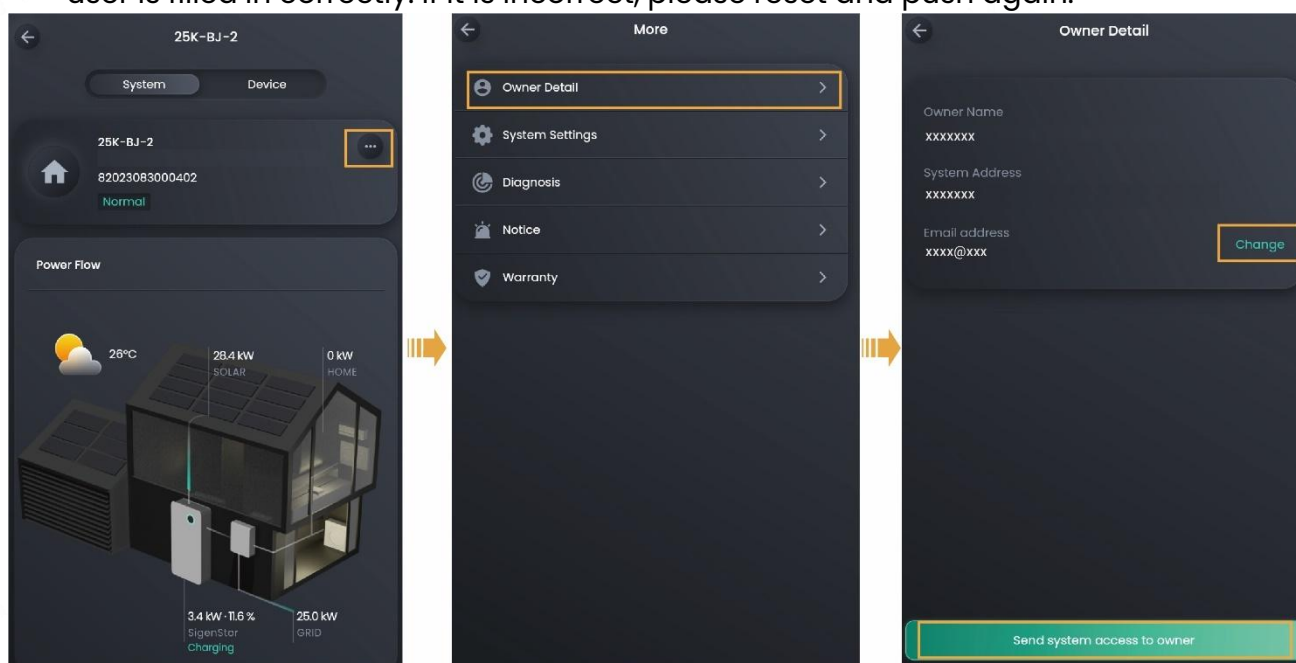 user is filled in correctly. If it is incorrect, please reset and push again.
25K-BJ-2
System Device
25K-BJ-2
82023083000402
Normal
Power Flow
26°C
28.4 kW
SOLAR
0 kW
HOME
3.4 kW · 11.6 %
SigenStor
Charging
25.0 kW
GRID
More
Owner Detail
System Settings
Diagnosis
Notice
Warranty
Owner Detail
Owner Name
xxxxxxx
System Address
xxxxxxx
Email address
xxxx@xxx
Change
Send system access to owner